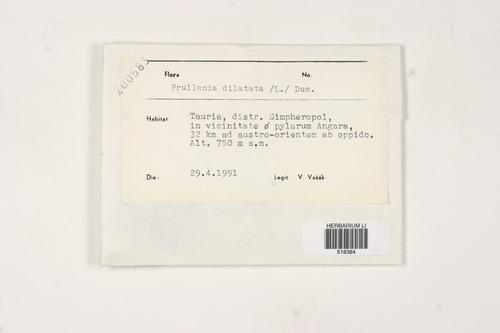 200583
Flora No.
Frullania dilatata /L./ Dum.
Habitat: Tauria, distr. Simpheropol,
in vicinitate ø pylarum Angara,
32 km ad austro-orientem ab oppido.
Alt. 750 m s.m.
Die: 29.4.1991 Legit: V. Vašák
HERBARIUM LI
518384